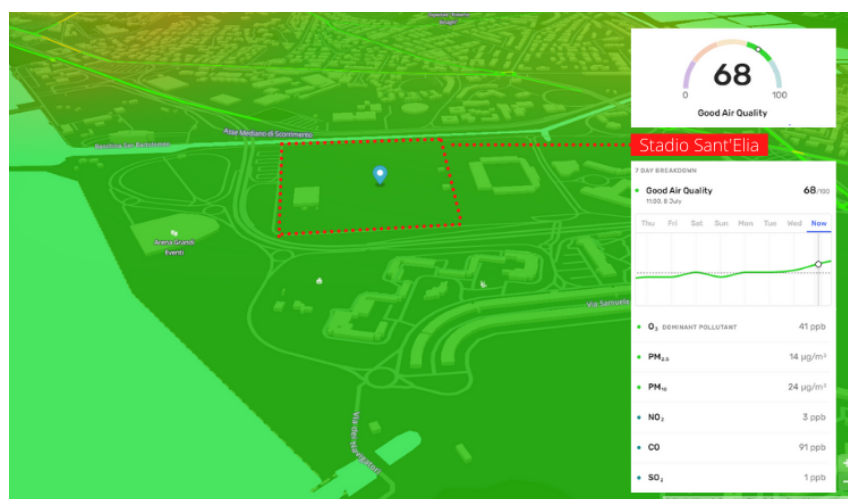 68
0
100
Good Air Quality
Asse Mediano di Scorrimento
Stadio Sant'Elia
7 DAY BREAKDOWN
Good Air Quality 68/100
11:00, 8 July
Thu Fri Sat Sun Mon Tue Wed Now
Arena Grandi
Eventi
Via Samuele
O₃ DOMINANT POLLUTANT 41 ppb
PM₂.₅ 14 µg/m³
PM₁₀ 24 µg/m³
NO₂ 3 ppb
CO 91 ppb
SO₂ 1 ppb
+
−